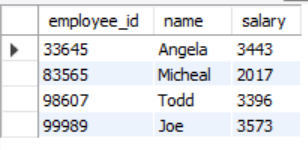 employee_id name salary
33645 Angela 3443
83565 Micheal 2017
98607 Todd 3396
99989 Joe 3573